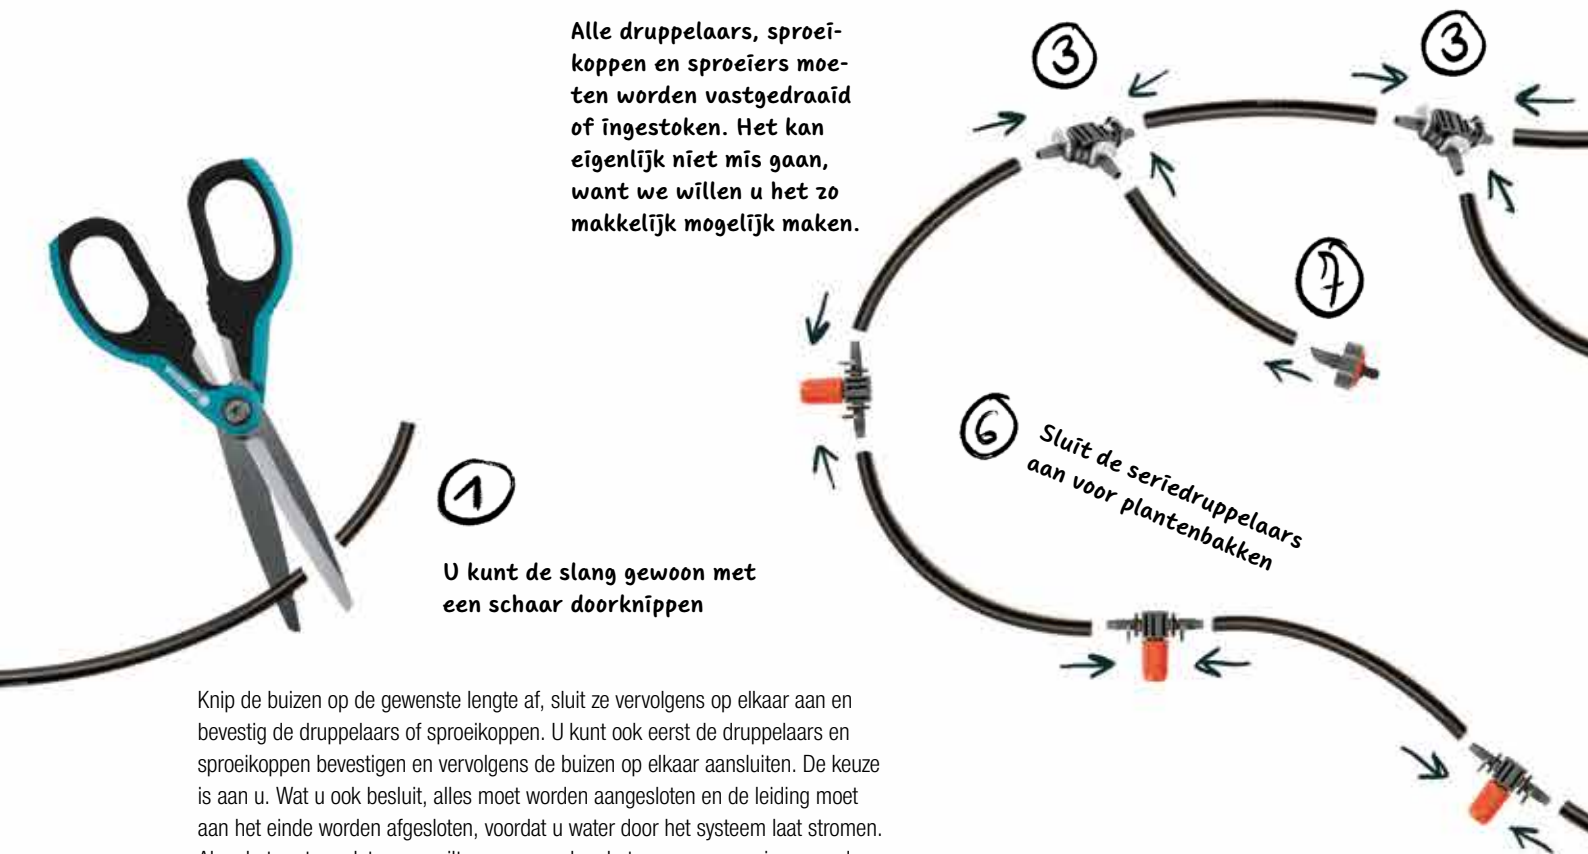 Alle druppelaars, sproei-
koppen en sproeiers moe-
ten worden vastgedraaid
of ingestoken. Het kan
eigenlijk niet mis gaan,
want we willen u het zo
makkelijk mogelijk maken.
3
3
7
6
Sluit de seriedruppelaars
aan voor plantenbakken
1
U kunt de slang gewoon met
een schaar doorknippen
Knip de buizen op de gewenste lengte af, sluit ze vervolgens op elkaar aan en
bevestig de druppelaars of sproeikoppen. U kunt ook eerst de druppelaars en
sproeikoppen bevestigen en vervolgens de buizen op elkaar aansluiten. De keuze
is aan u. Wat u ook besluit, alles moet worden aangesloten en de leiding moet
aan het einde worden afgesloten, voordat u water door het systeem laat stromen.